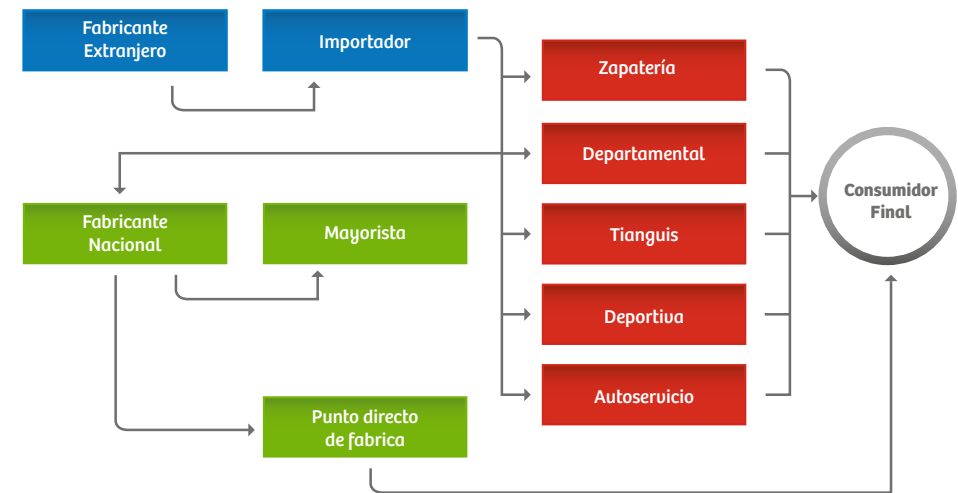 Fabricante
Extranjero
Importador
Zapatería
Departamental
Consumidor
Final
Fabricante
Nacional
Mayorista
Tianguis
Deportiva
Autoservicio
Punto directo
de fabrica